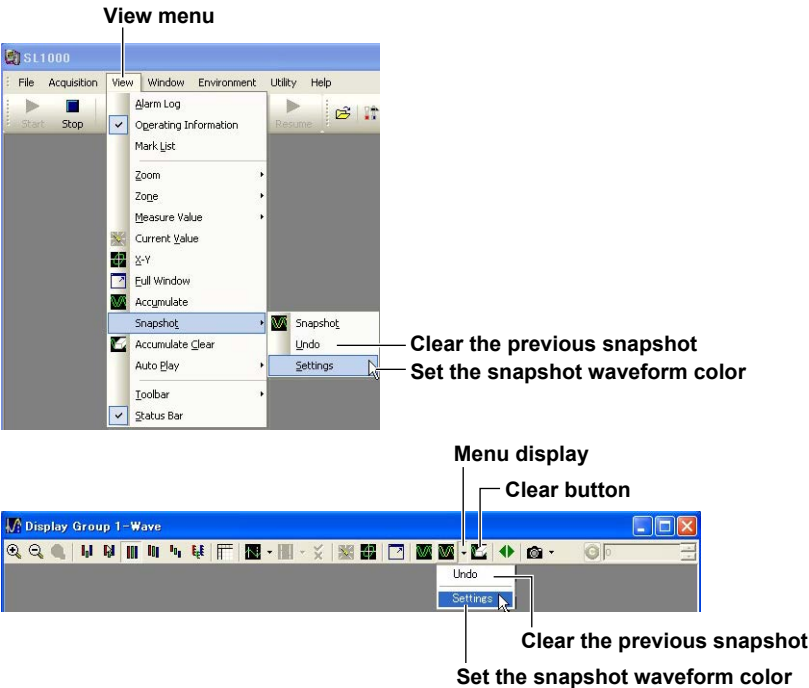 View menu
SL1000
File Acquisition View Window Environment Utility Help
Start Stop Resume
Alarm Log
Operating Information
Mark List
Zoom
Zone
Measure Value
Current Value
X-Y
Full Window
Accumulate
Snapshot
Snapshot
Accumulate Clear
Undo
Clear the previous snapshot
Auto Play
Settings
Set the snapshot waveform color
Toolbar
Status Bar
Menu display
Clear button
Display Group 1-Wave
0
Undo
Settings
Clear the previous snapshot
Set the snapshot waveform color